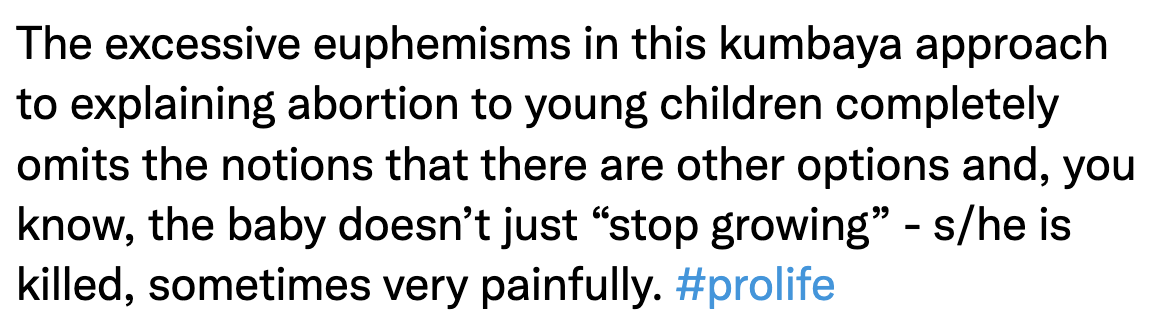 The excessive euphemisms in this kumbaya approach
to explaining abortion to young children completely
omits the notions that there are other options and, you
know, the baby doesn’t just “stop growing” - s/he is
killed, sometimes very painfully. #prolife